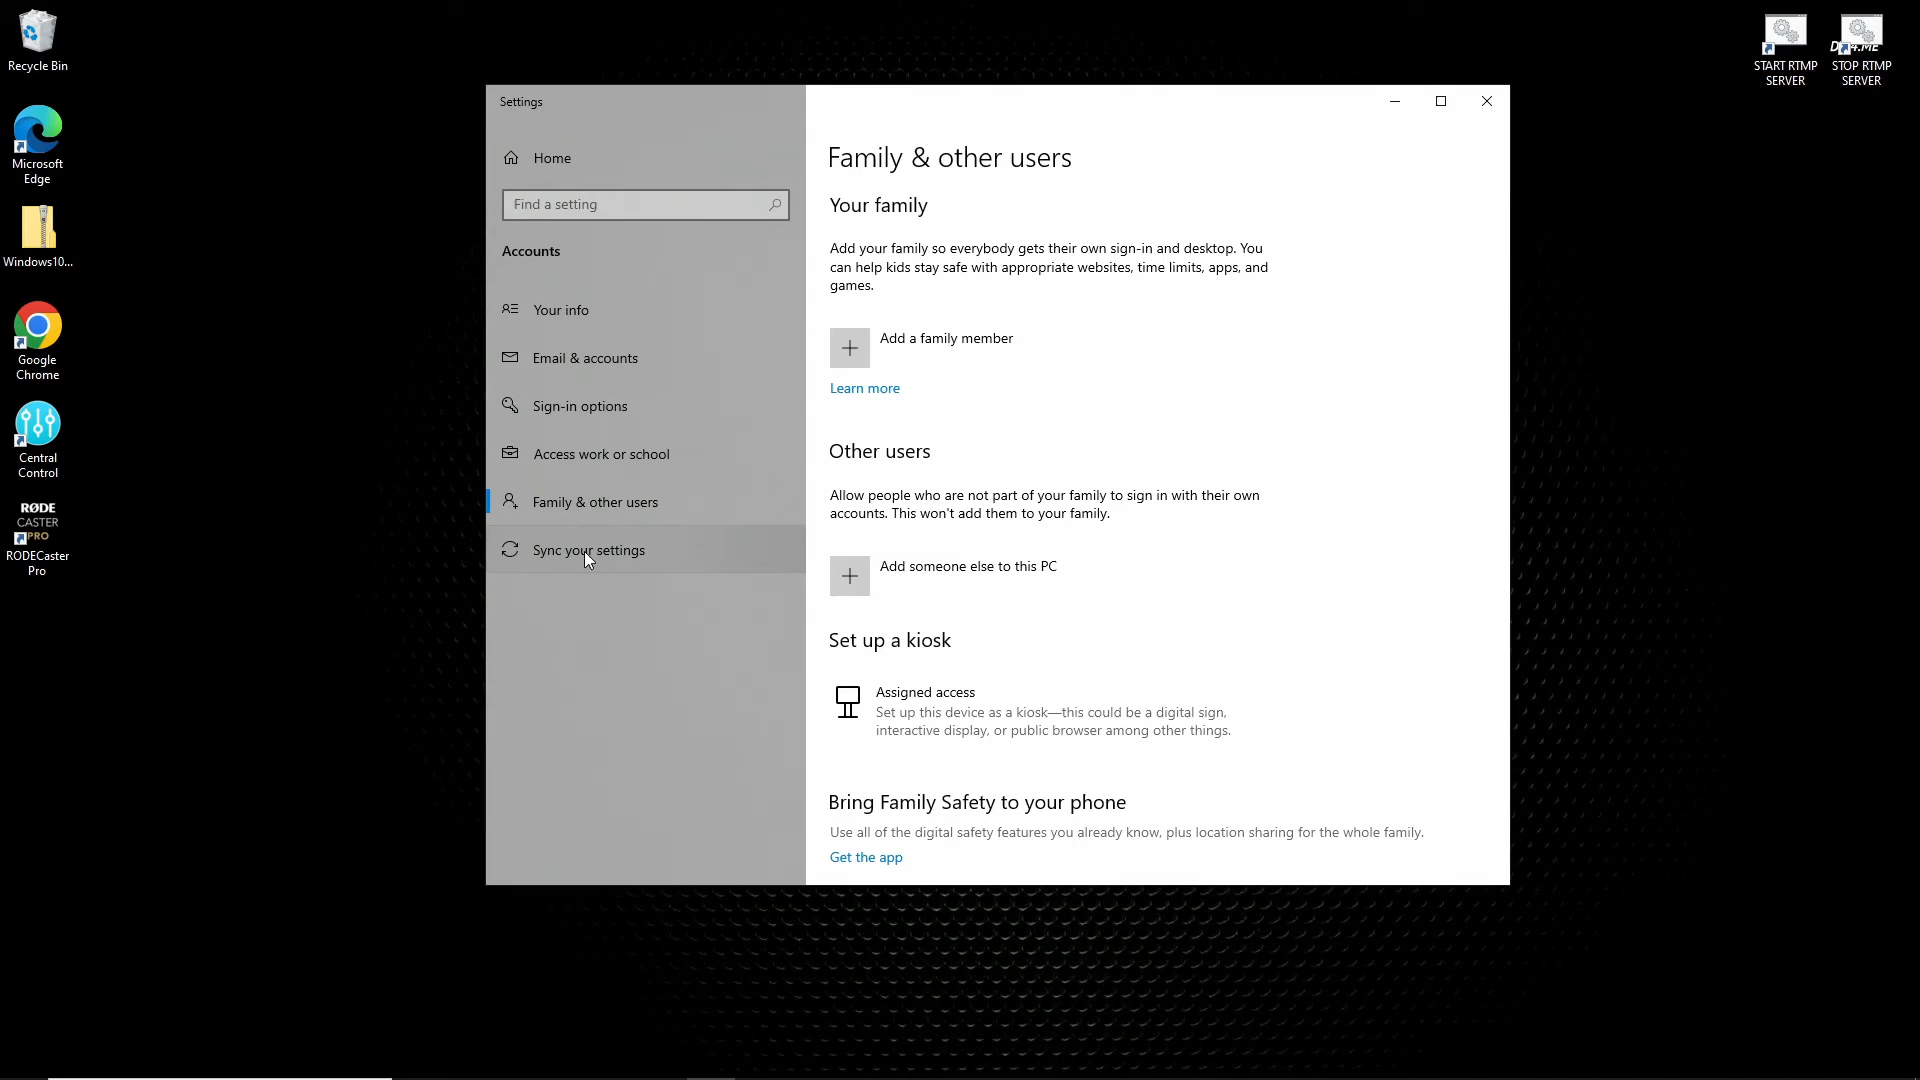 Recycle Bin
Microsoft
Edge
Windows10...
Google
Chrome
Central
Control
RØDE
CASTER
PRO
RODECaster
Pro
START RTMP
SERVER
STOP RTMP
SERVER
Settings
Home
Find a setting
Accounts
Your info
Email & accounts
Sign-in options
Access work or school
Family & other users
Sync your settings
Family & other users
Your family
Add your family so everybody gets their own sign-in and desktop. You
can help kids stay safe with appropriate websites, time limits, apps, and
games.
Add a family member
Learn more
Other users
Allow people who are not part of your family to sign in with their own
accounts. This won't add them to your family.
Add someone else to this PC
Set up a kiosk
Assigned access
Set up this device as a kiosk—this could be a digital sign,
interactive display, or public browser among other things.
Bring Family Safety to your phone
Use all of the digital safety features you already know, plus location sharing for the whole family.
Get the app